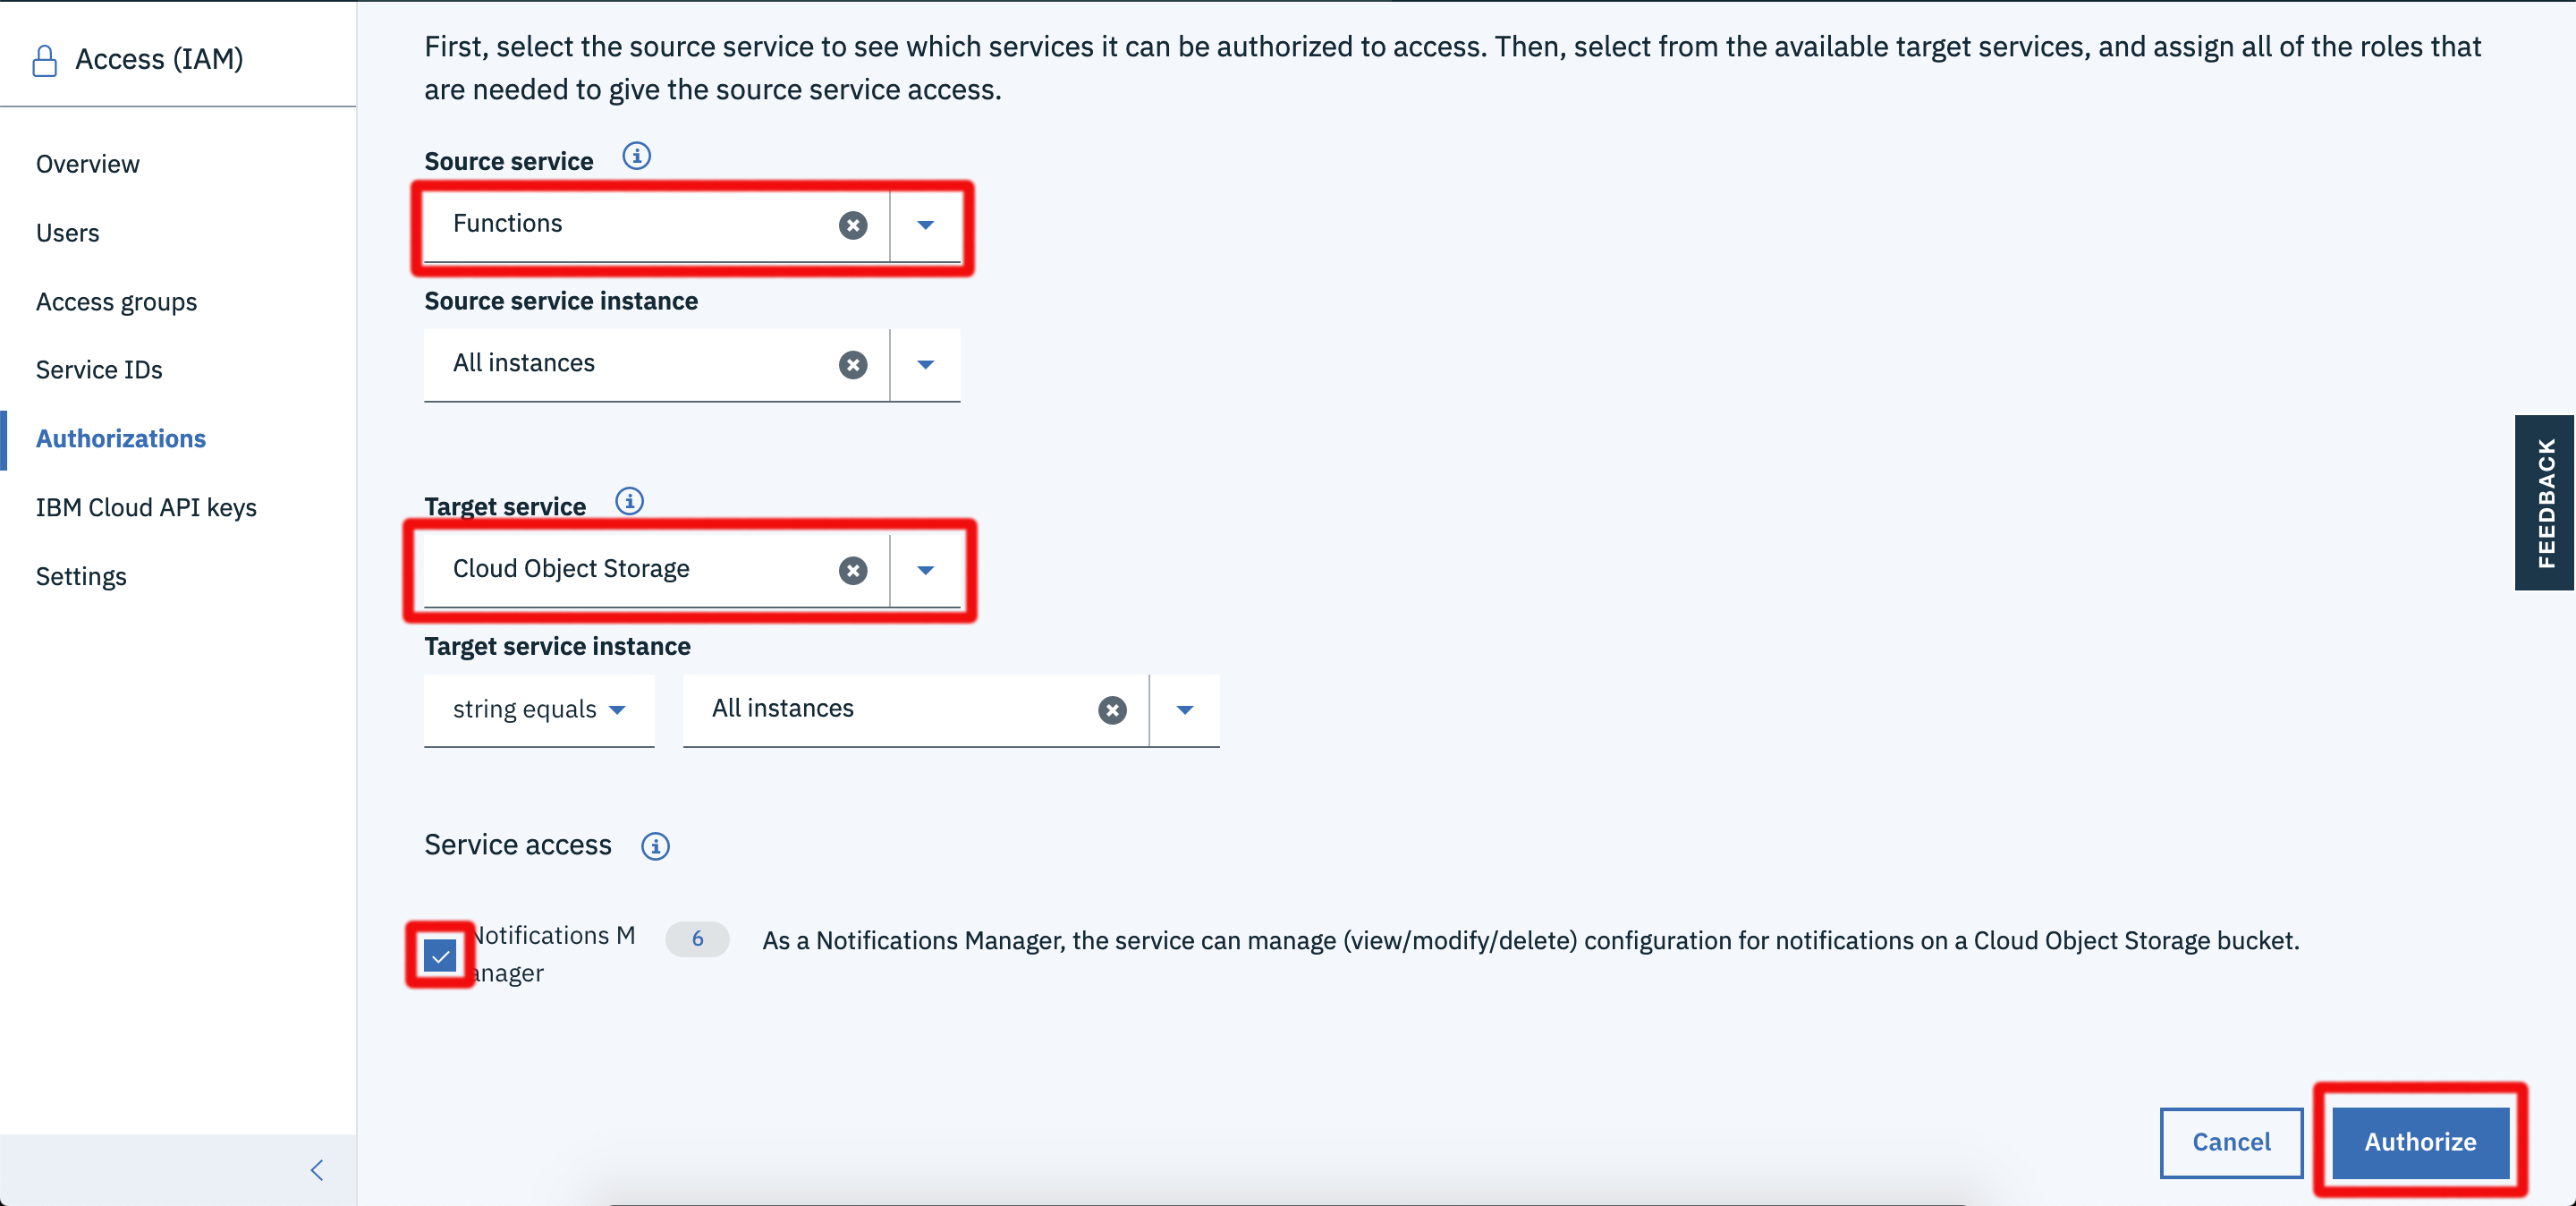 Access (IAM)
Overview
Users
Access groups
Service IDs
Authorizations
IBM Cloud API keys
Settings
First, select the source service to see which services it can be authorized to access. Then, select from the available target services, and assign all of the roles that
are needed to give the source service access.
Source service
Functions
Source service instance
All instances
Target service
Cloud Object Storage
Target service instance
string equals All instances
Service access
Notifications M
anager
6
As a Notifications Manager, the service can manage (view/modify/delete) configuration for notifications on a Cloud Object Storage bucket.
Cancel
Authorize
FEEDBACK